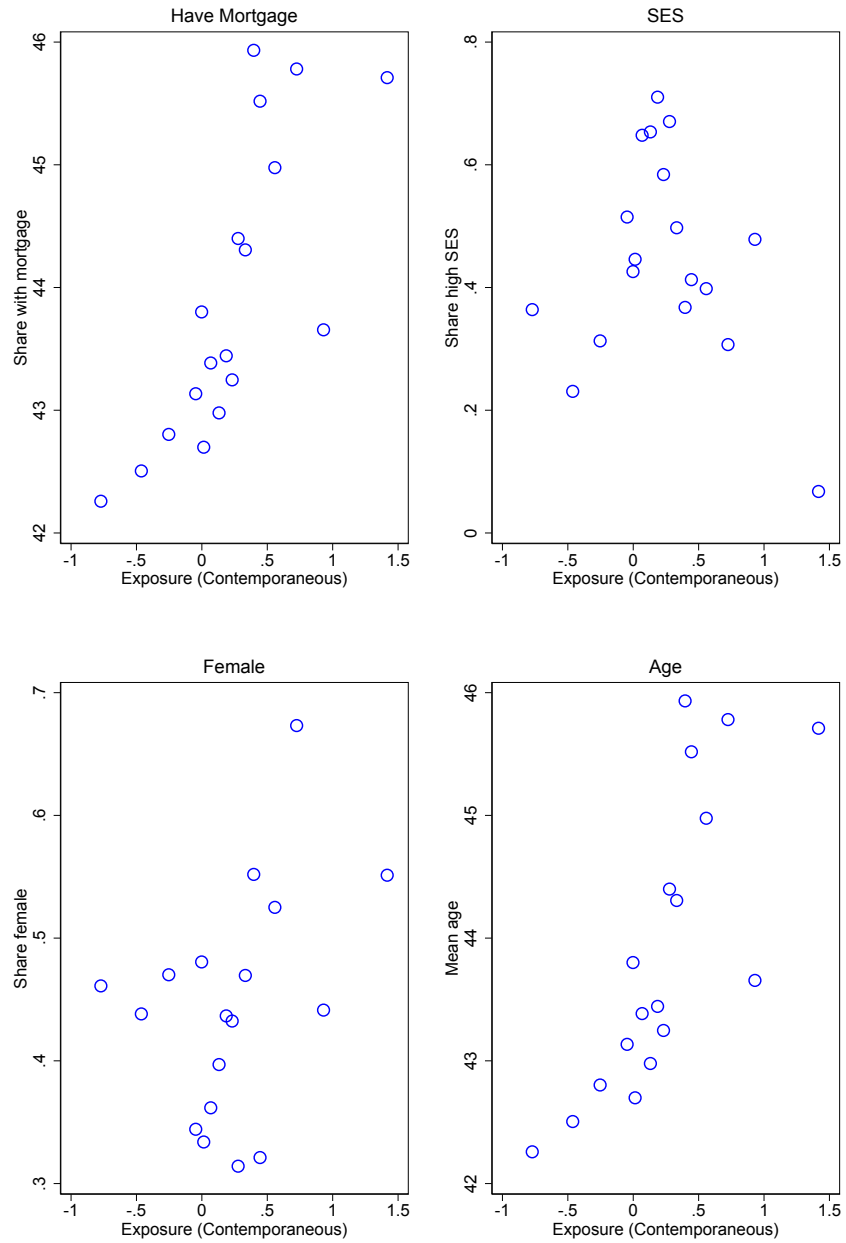 Have Mortgage
Share with mortgage
46
45
44
43
42
-1 -.5 0 .5 1 1.5
Exposure (Contemporaneous)
SES
Share high SES
.8
.6
.4
.2
0
-1 -.5 0 .5 1 1.5
Exposure (Contemporaneous)
Female
Share female
.7
.6
.5
.4
.3
-1 -.5 0 .5 1 1.5
Exposure (Contemporaneous)
Age
Mean age
46
45
44
43
42
-1 -.5 0 .5 1 1.5
Exposure (Contemporaneous)